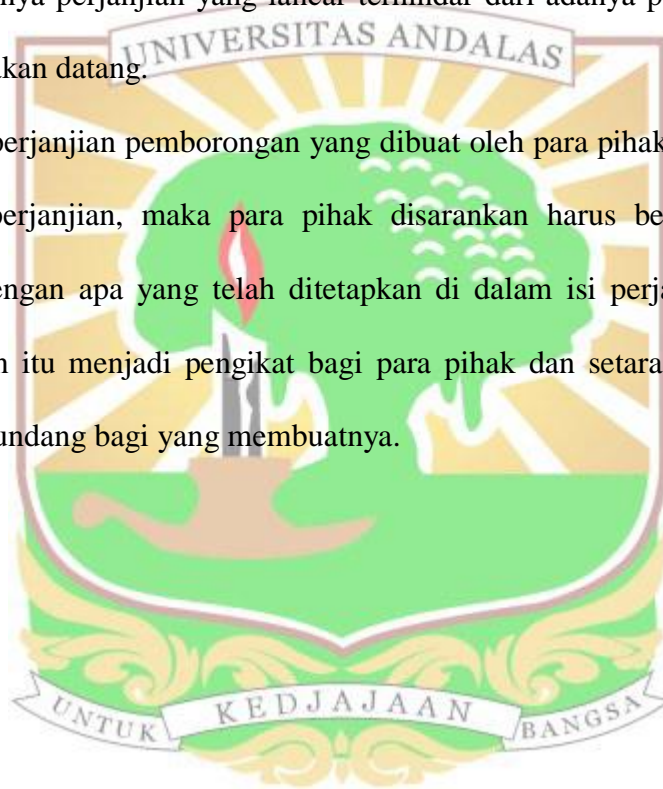 nya perjanjian yang lancar terhindar dari adanya p
UNIVERSITAS ANDALAS
akan datang.
perjanjian pemborongan yang dibuat oleh para pihak
perjanjian, maka para pihak disarankan harus be
engan apa yang telah ditetapkan di dalam isi perja
n itu menjadi pengikat bagi para pihak dan setara
undang bagi yang membuatnya.
UNTUK KEDJAJAAN BANGSA